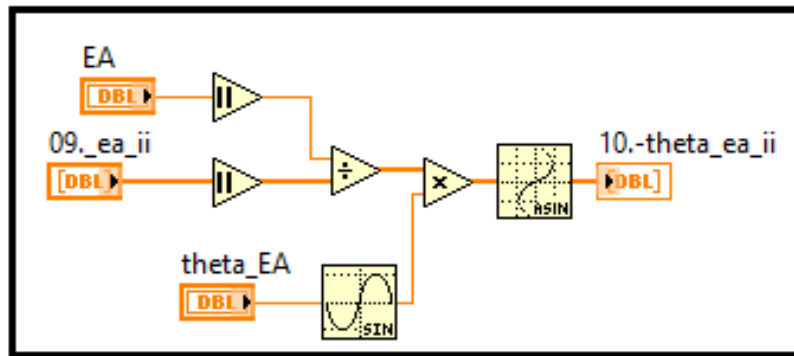 EA
DBL
09._ea_ii
[DBL]
÷
×
ASIN
10.-theta_ea_ii
DBL]
theta_EA
DBL
SIN